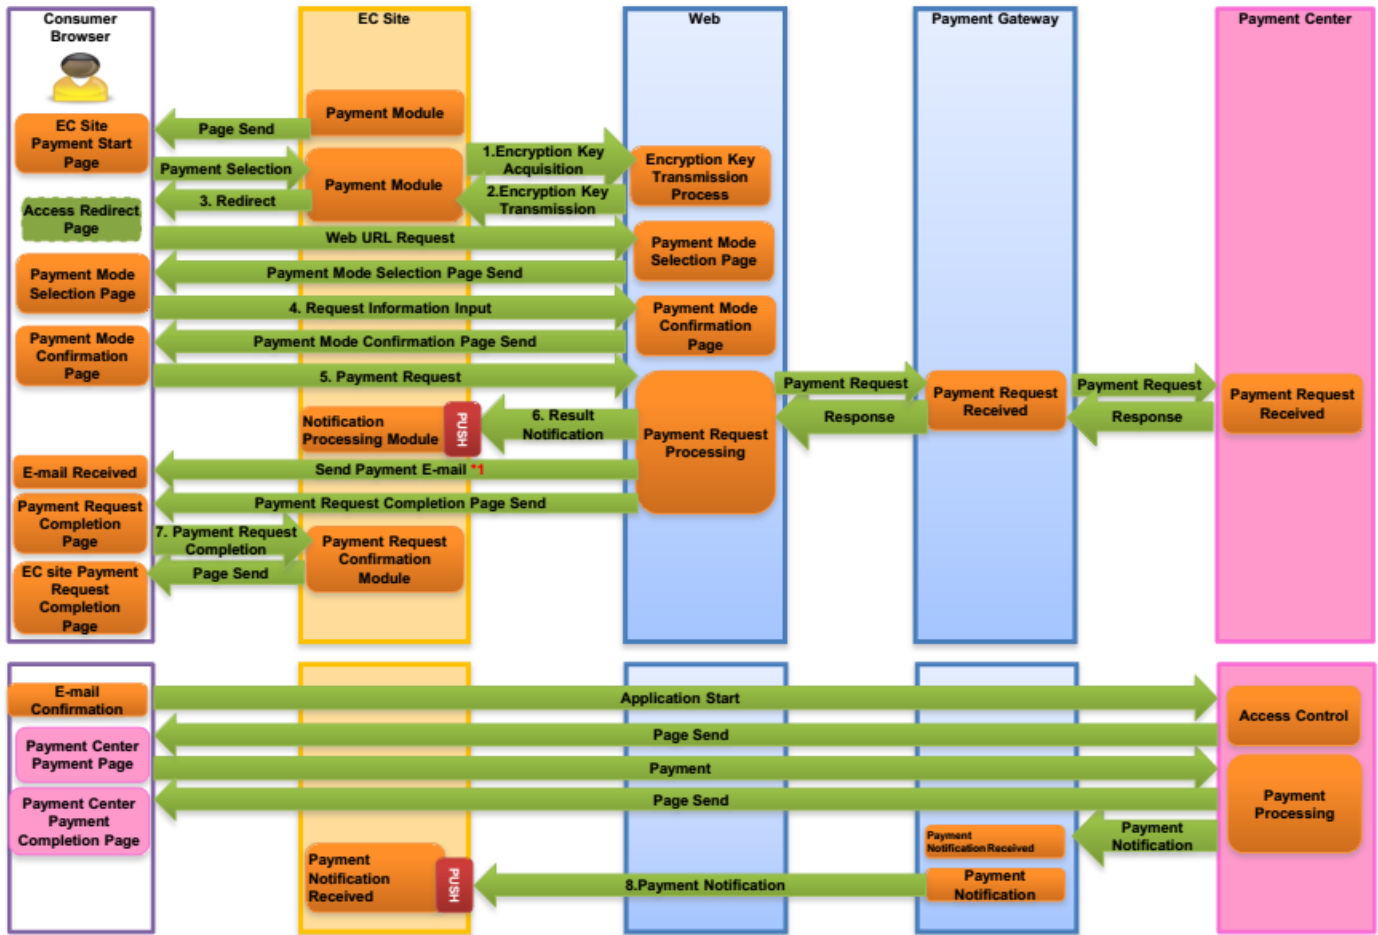 Consumer
Browser
EC Site
Web
Payment Gateway
Payment Center
Payment Module
EC Site
Payment Start
Page
Page Send
1.Encryption Key
Acquisition
Encryption Key
Transmission
Process
Payment Selection
Payment Module
2.Encryption Key
Transmission
3. Redirect
Access Redirect
Page
Web URL Request
Payment Mode
Selection Page
Payment Mode
Selection Page
Payment Mode Selection Page Send
4. Request Information Input
Payment Mode
Confirmation
Page
Payment Mode
Confirmation
Page
Payment Mode Confirmation Page Send
5. Payment Request
Payment Request
Payment Request
Received
Payment Request
Payment Request
Received
Notification
Processing Module
PUSH
6. Result
Notification
Payment Request
Processing
Response
Response
E-mail Received
Send Payment E-mail *1
Payment Request
Completion
Page
Payment Request Completion Page Send
7. Payment Request
Completion
Payment Request
Confirmation
Module
EC site Payment
Request
Completion
Page
Page Send
E-mail
Confirmation
Application Start
Access Control
Page Send
Payment Center
Payment Page
Payment
Payment
Processing
Payment Center
Payment
Completion Page
Page Send
Payment
Notification Received
Payment
Notification
Payment
Notification
Received
PUSH
8.Payment Notification
Payment
Notification